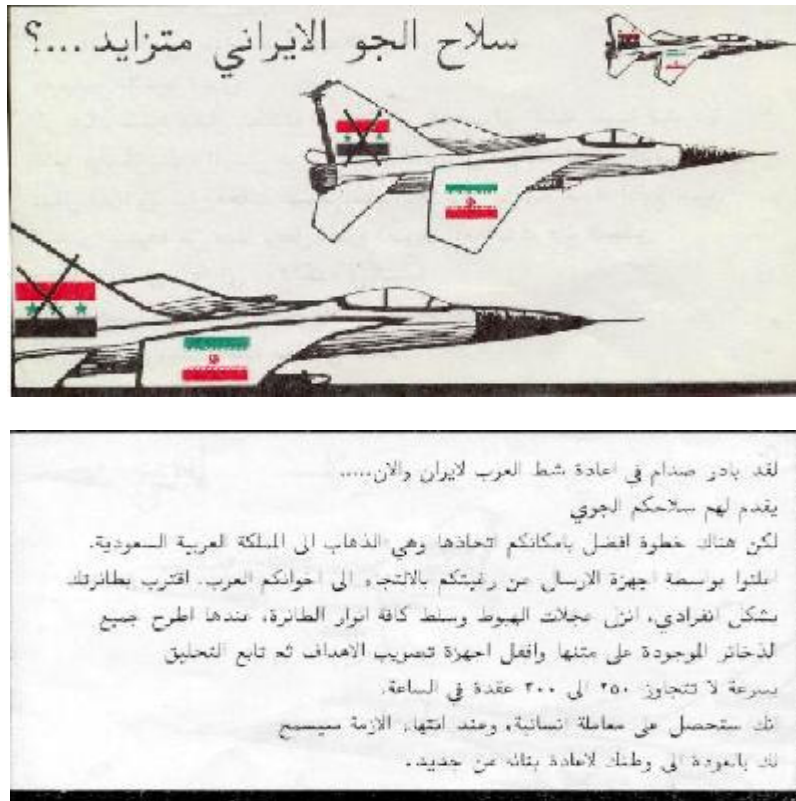 سلاح الجو الايراني متزايد ...؟
لقد بادر صدام في اعادة شط العرب لايران والان.....
يقدم لهم سلاحكم الجوي
لكن هناك خطوة افضل بامكانكم اتخاذها وهي الذهاب الى المملكة العربية السعودية.
اعلنوا بواسطة اجهزة الارسال عن رغبتكم بالالتجاء الى اخوانكم العرب. اقترب بطائرتك
بشكل انفرادي، انزل عجلات الهبوط وسلط كافة انوار الطائرة، عندها اطرح جميع
الذخائر الموجودة على متنها واقفل اجهزة تصويب الاهداف ثم تابع التحليق
بسرعة لا تتجاوز ٢٥٠ الى ٣٠٠ عقدة في الساعة.
انك ستحصل على معاملة انسانية، وعند انتهاء الازمة سيسمح
لك بالعودة الى وطنك لاعادة بنائه من جديد.